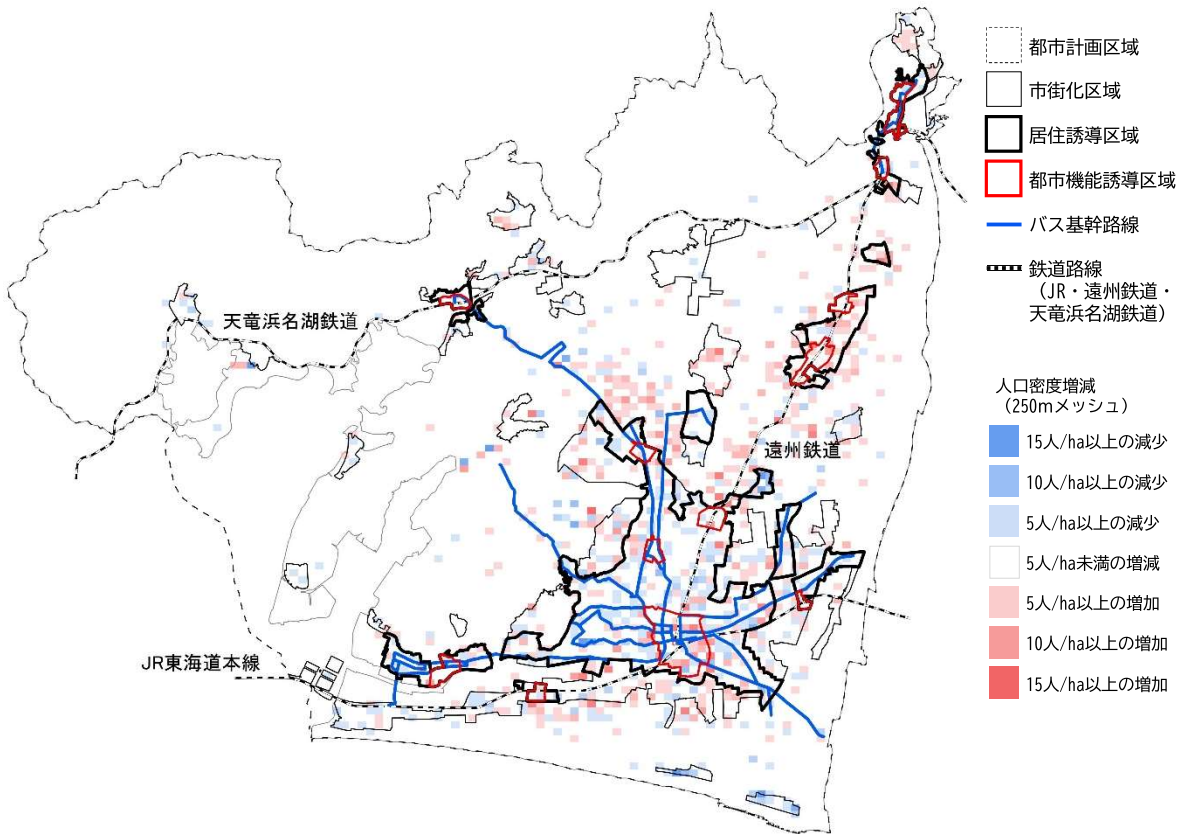 都市計画区域
市街化区域
居住誘導区域
都市機能誘導区域
バス基幹路線
鉄道路線
（JR・遠州鉄道・
天竜浜名湖鉄道）
天竜浜名湖鉄道
遠州鉄道
JR東海道本線
人口密度増減
（250mメッシュ）
15人/ha以上の減少
10人/ha以上の減少
5人/ha以上の減少
5人/ha未満の増減
5人/ha以上の増加
10人/ha以上の増加
15人/ha以上の増加